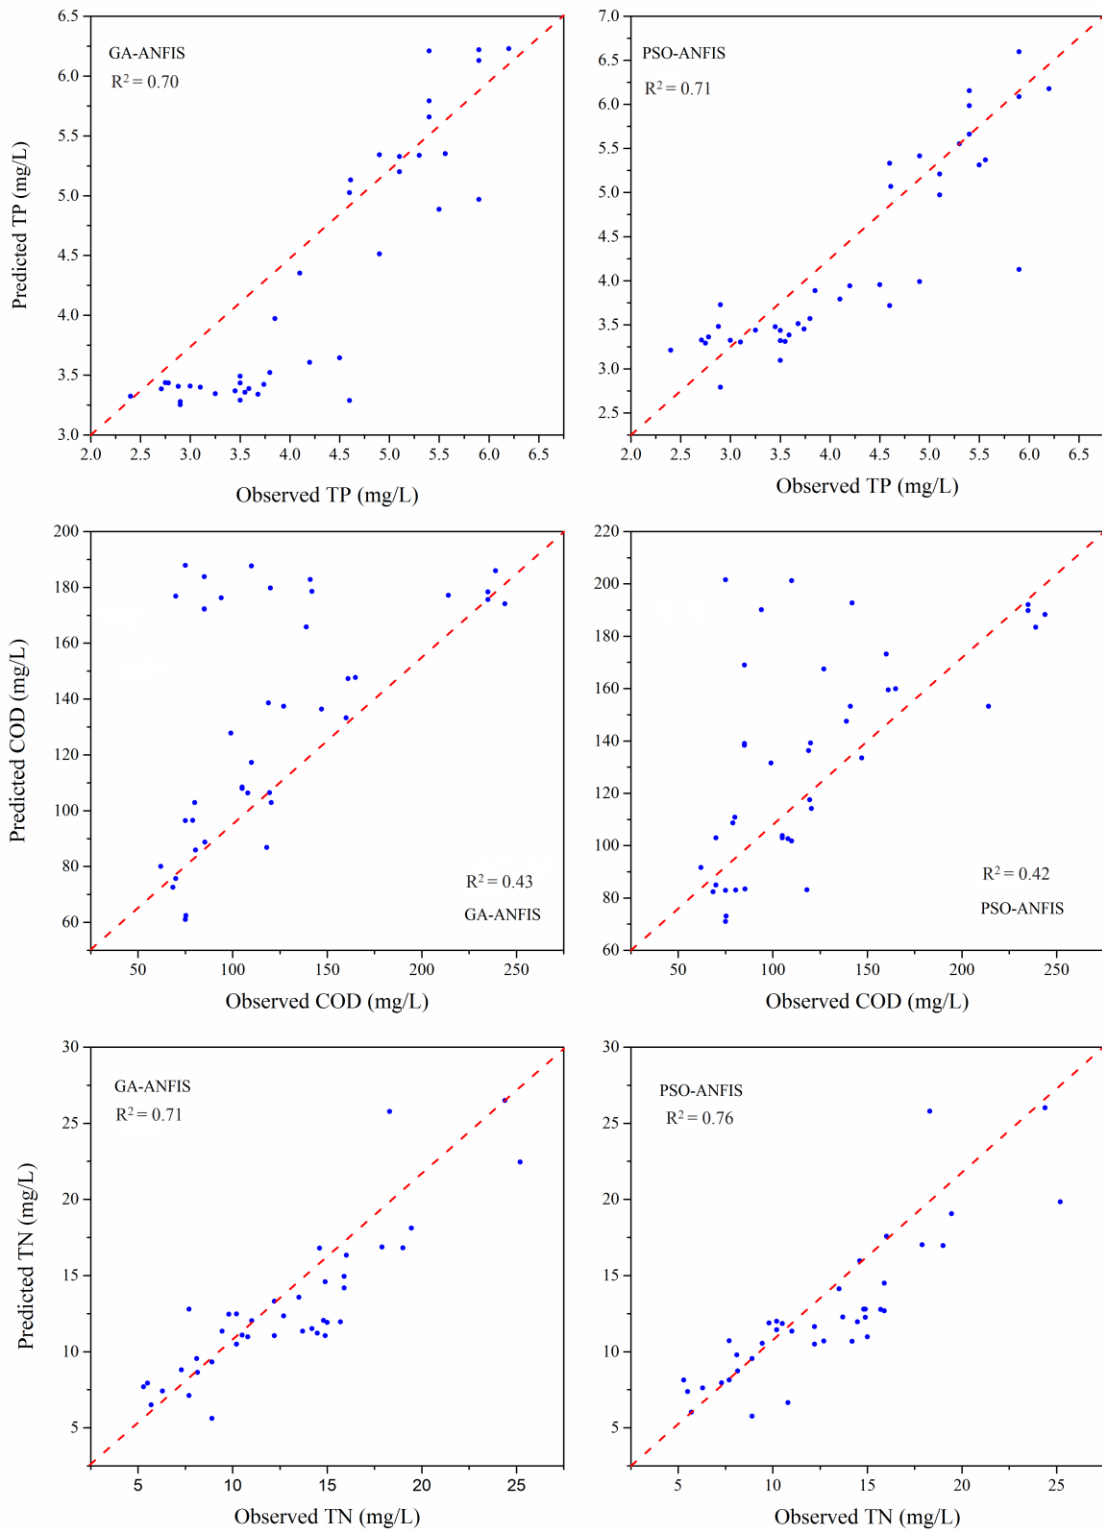 GA-ANFIS
R² = 0.70
6.5
6.0
5.5
5.0
4.5
4.0
3.5
3.0
Predicted TP (mg/L)
2.0 2.5 3.0 3.5 4.0 4.5 5.0 5.5 6.0 6.5
Observed TP (mg/L)
PSO-ANFIS
R² = 0.71
7.0
6.5
6.0
5.5
5.0
4.5
4.0
3.5
3.0
2.5
2.0 2.5 3.0 3.5 4.0 4.5 5.0 5.5 6.0 6.5
Observed TP (mg/L)
200
180
160
140
120
100
80
60
Predicted COD (mg/L)
R² = 0.43
GA-ANFIS
50 100 150 200 250
Observed COD (mg/L)
220
200
180
160
140
120
100
80
60
R² = 0.42
PSO-ANFIS
50 100 150 200 250
Observed COD (mg/L)
30
25
20
15
10
5
Predicted TN (mg/L)
GA-ANFIS
R² = 0.71
5 10 15 20 25
Observed TN (mg/L)
30
25
20
15
10
5
PSO-ANFIS
R² = 0.76
5 10 15 20 25
Observed TN (mg/L)